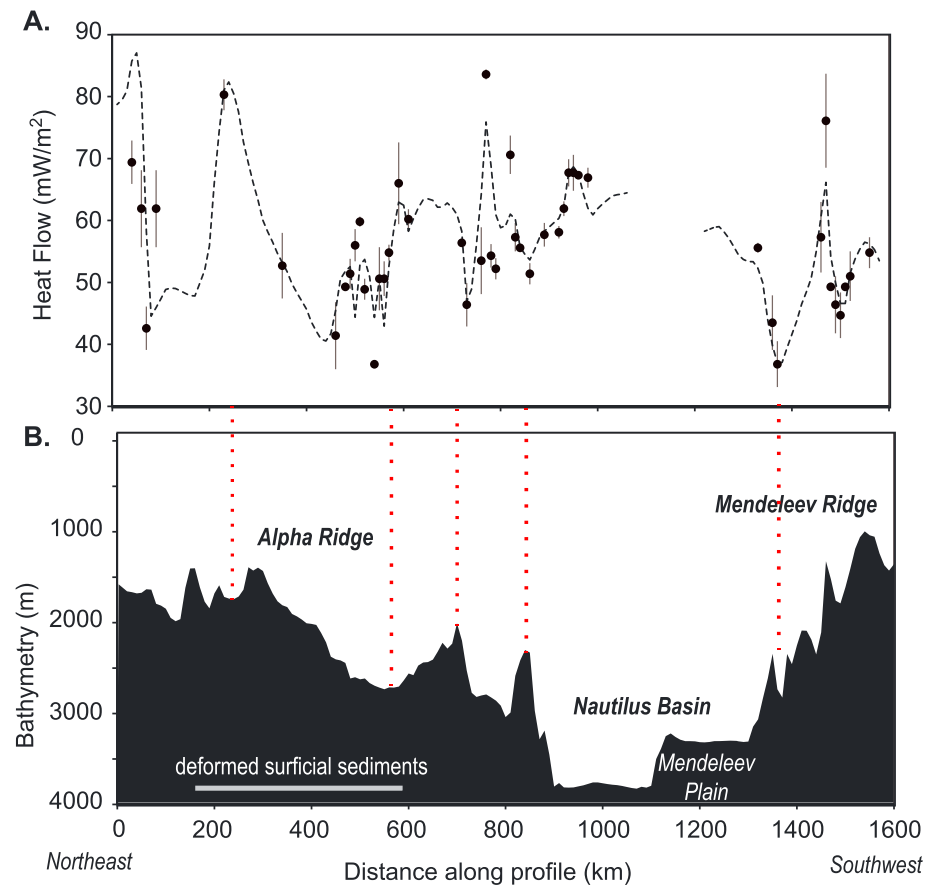 A.
90
80
70
60
50
40
30
Heat Flow (mW/m²)
B.
0
1000
2000
3000
4000
Bathymetry (m)
Mendeleev Ridge
Alpha Ridge
Nautilus Basin
deformed surficial sediments
Mendeleev
Plain
0 200 400 600 800 1000 1200 1400 1600
Northeast
Distance along profile (km)
Southwest